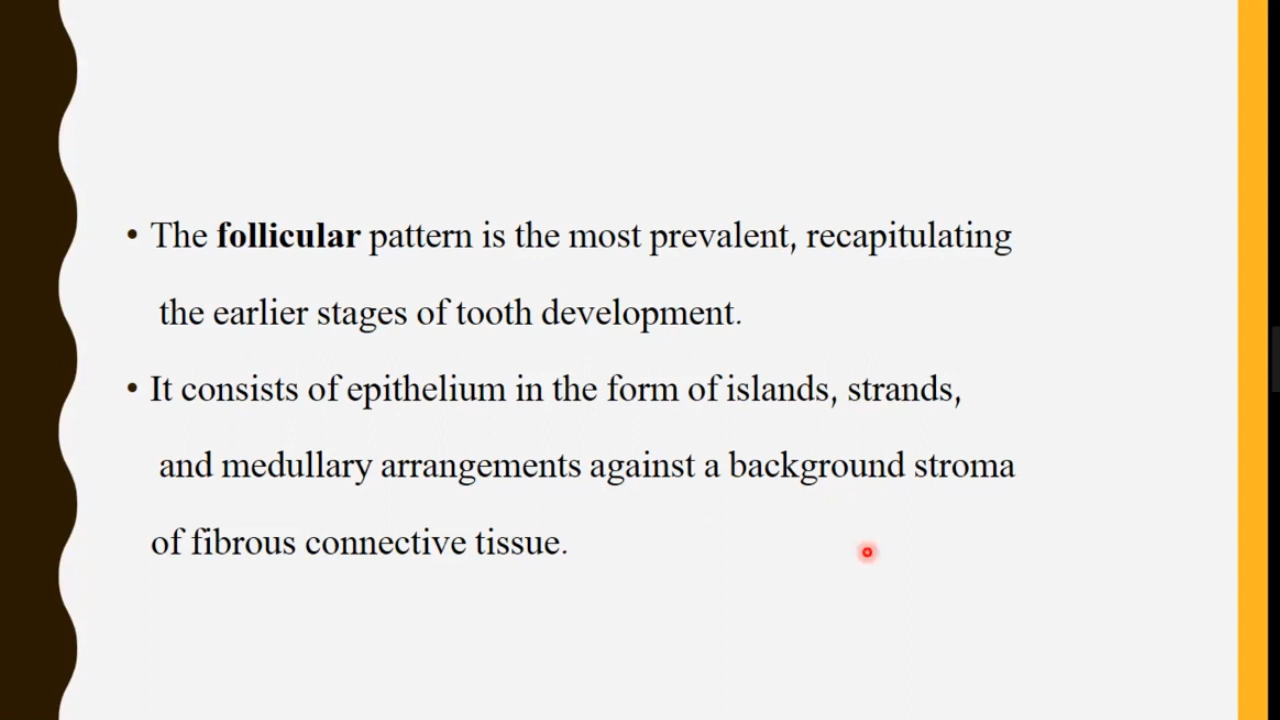 • The follicular pattern is the most prevalent, recapitulating
the earlier stages of tooth development.
• It consists of epithelium in the form of islands, strands,
and medullary arrangements against a background stroma
of fibrous connective tissue.